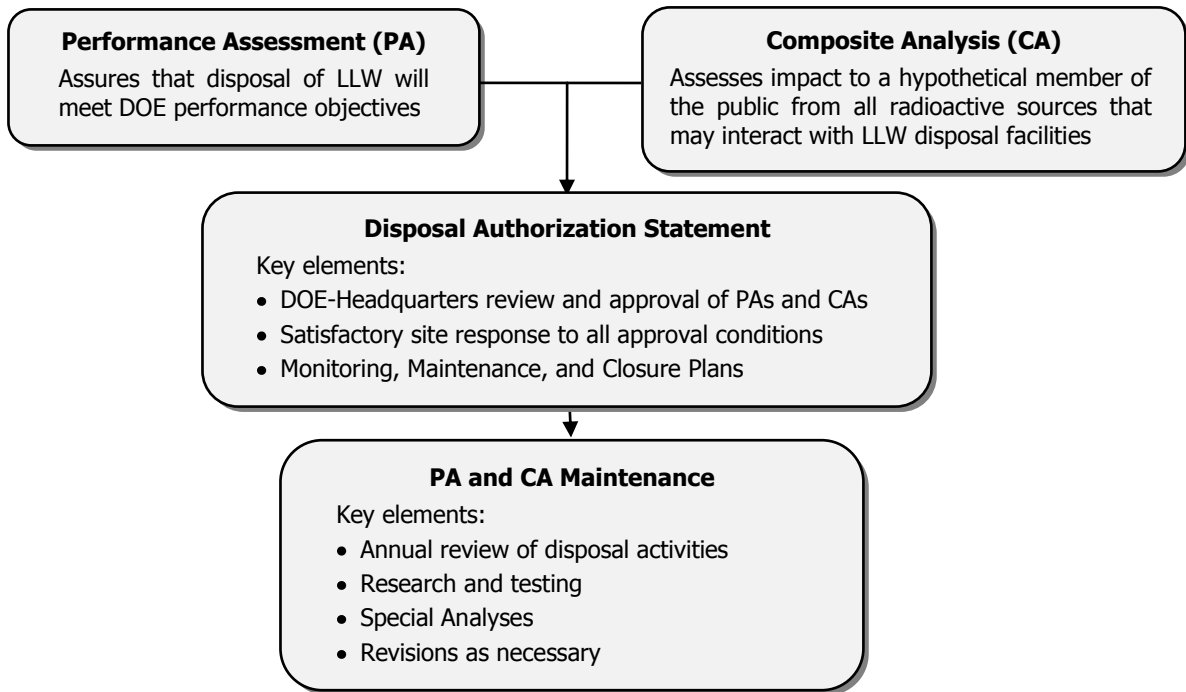 Performance Assessment (PA)
Assures that disposal of LLW will
meet DOE performance objectives
Composite Analysis (CA)
Assesses impact to a hypothetical member of
the public from all radioactive sources that
may interact with LLW disposal facilities
Disposal Authorization Statement
Key elements:
• DOE-Headquarters review and approval of PAs and CAs
• Satisfactory site response to all approval conditions
• Monitoring, Maintenance, and Closure Plans
PA and CA Maintenance
Key elements:
• Annual review of disposal activities
• Research and testing
• Special Analyses
• Revisions as necessary